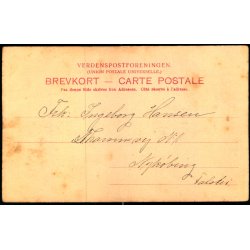 VERDENSPOSTFORENINGEN
(UNION POSTALE UNIVERSELLE.)
BREVKORT — CARTE POSTALE
Paa denne Side skrives kun Adressen. Côté réservé à l'adresse.
Frk. Ingeborg Hansen
Nykøbing
Falster